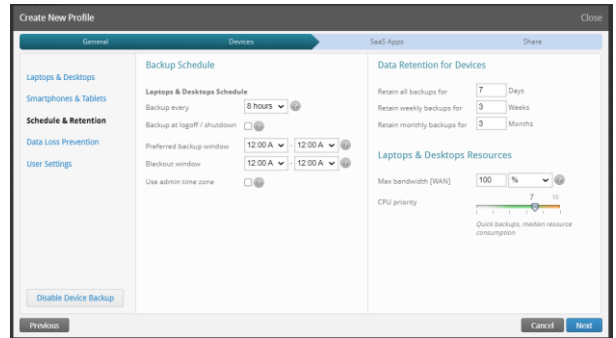 Create New Profile
Close
General
Devices
SaaS Apps
Share
Laptops & Desktops
Smartphones & Tablets
Schedule & Retention
Data Loss Prevention
User Settings
Disable Device Backup
Backup Schedule
Laptops & Desktops Schedule
Backup every 8 hours ?
Backup at logoff / shutdown ?
Preferred backup window 12:00 A - 12:00 A ?
Blackout window 12:00 A - 12:00 A ?
Use admin time zone ?
Data Retention for Devices
Retain all backups for 7 Days
Retain weekly backups for 3 Weeks
Retain monthly backups for 3 Months
Laptops & Desktops Resources
Max bandwidth [WAN] 100 % ?
CPU priority 7 10
Quick backups, median resource
consumption
Previous
Cancel
Next